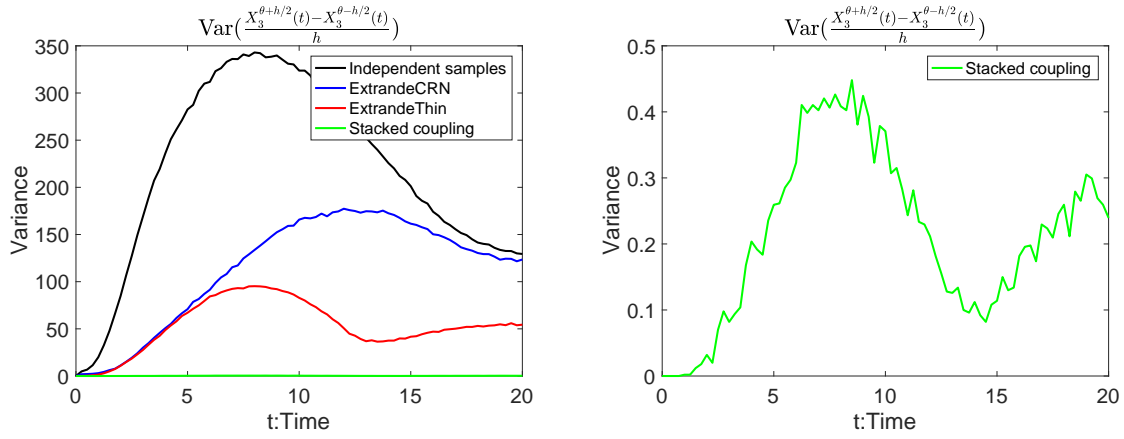 Var(\frac{X_3^{θ+h/2}(t)-X_3^{θ-h/2}(t)}{h})
350
300
250
200
150
100
50
0
Variance
Independent samples
ExtrandeCRN
ExtrandeThin
Stacked coupling
0 5 10 15 20
t:Time
Var(\frac{X_3^{θ+h/2}(t)-X_3^{θ-h/2}(t)}{h})
0.5
0.4
0.3
0.2
0.1
0
Variance
Stacked coupling
0 5 10 15 20
t:Time